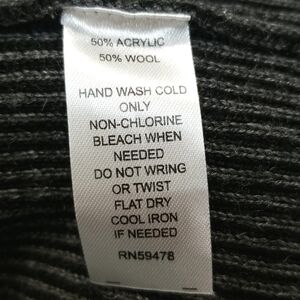 50% ACRYLIC
50% WOOL
HAND WASH COLD
ONLY
NON-CHLORINE
BLEACH WHEN
NEEDED
DO NOT WRING
OR TWIST
FLAT DRY
COOL IRON
IF NEEDED
RN59478